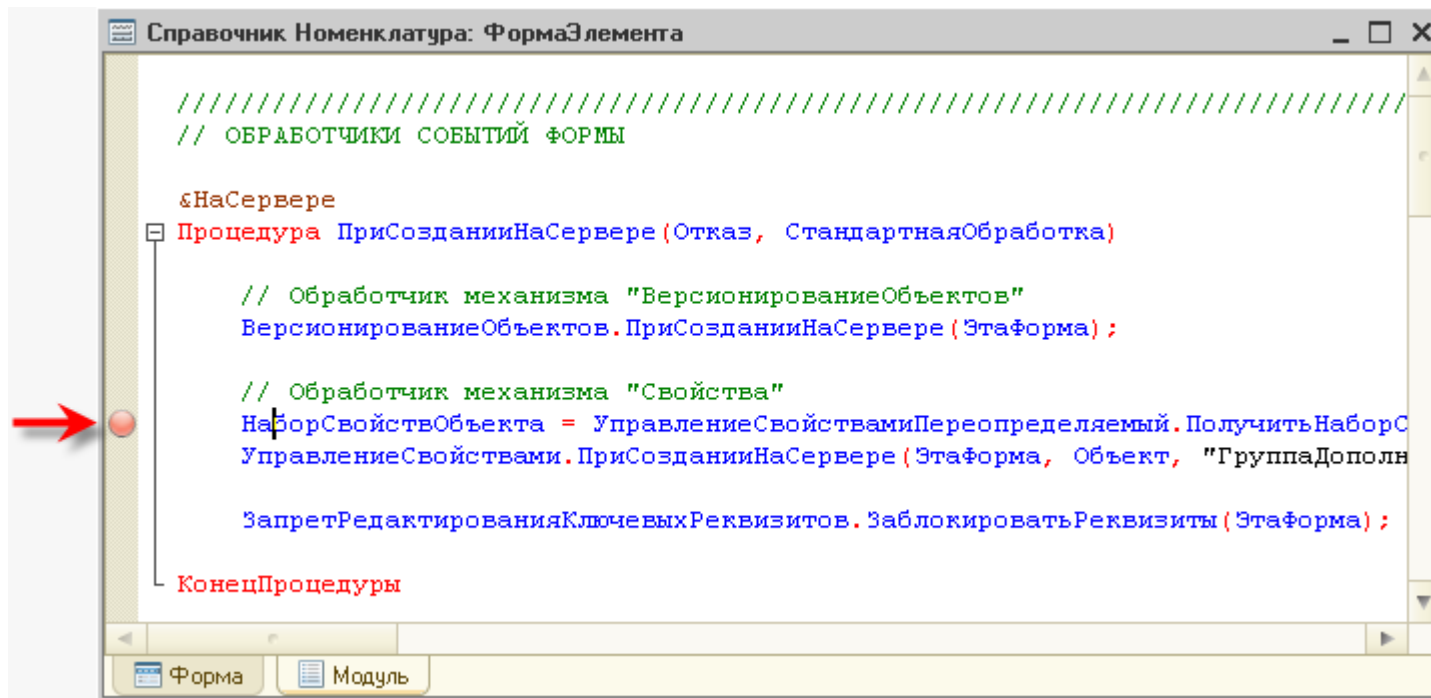 Справочник Номенклатура: ФормаЭлемента
////////////////////////////////////////////////////////////////////////////////
// ОБРАБОТЧИКИ СОБЫТИЙ ФОРМЫ
&НаСервере
Процедура ПриСозданииНаСервере(Отказ, СтандартнаяОбработка)
// Обработчик механизма "ВерсионированиеОбъектов"
ВерсионированиеОбъектов.ПриСозданииНаСервере(ЭтаФорма);
// Обработчик механизма "Свойства"
НаборСвойствОбъекта = УправлениеСвойствамиПереопределяемый.ПолучитьНаборС
УправлениеСвойствами.ПриСозданииНаСервере(ЭтаФорма, Объект, "ГруппаДополн
ЗапретРедактированияКлючевыхРеквизитов.ЗаблокироватьРеквизиты(ЭтаФорма);
КонецПроцедуры
Форма Модуль